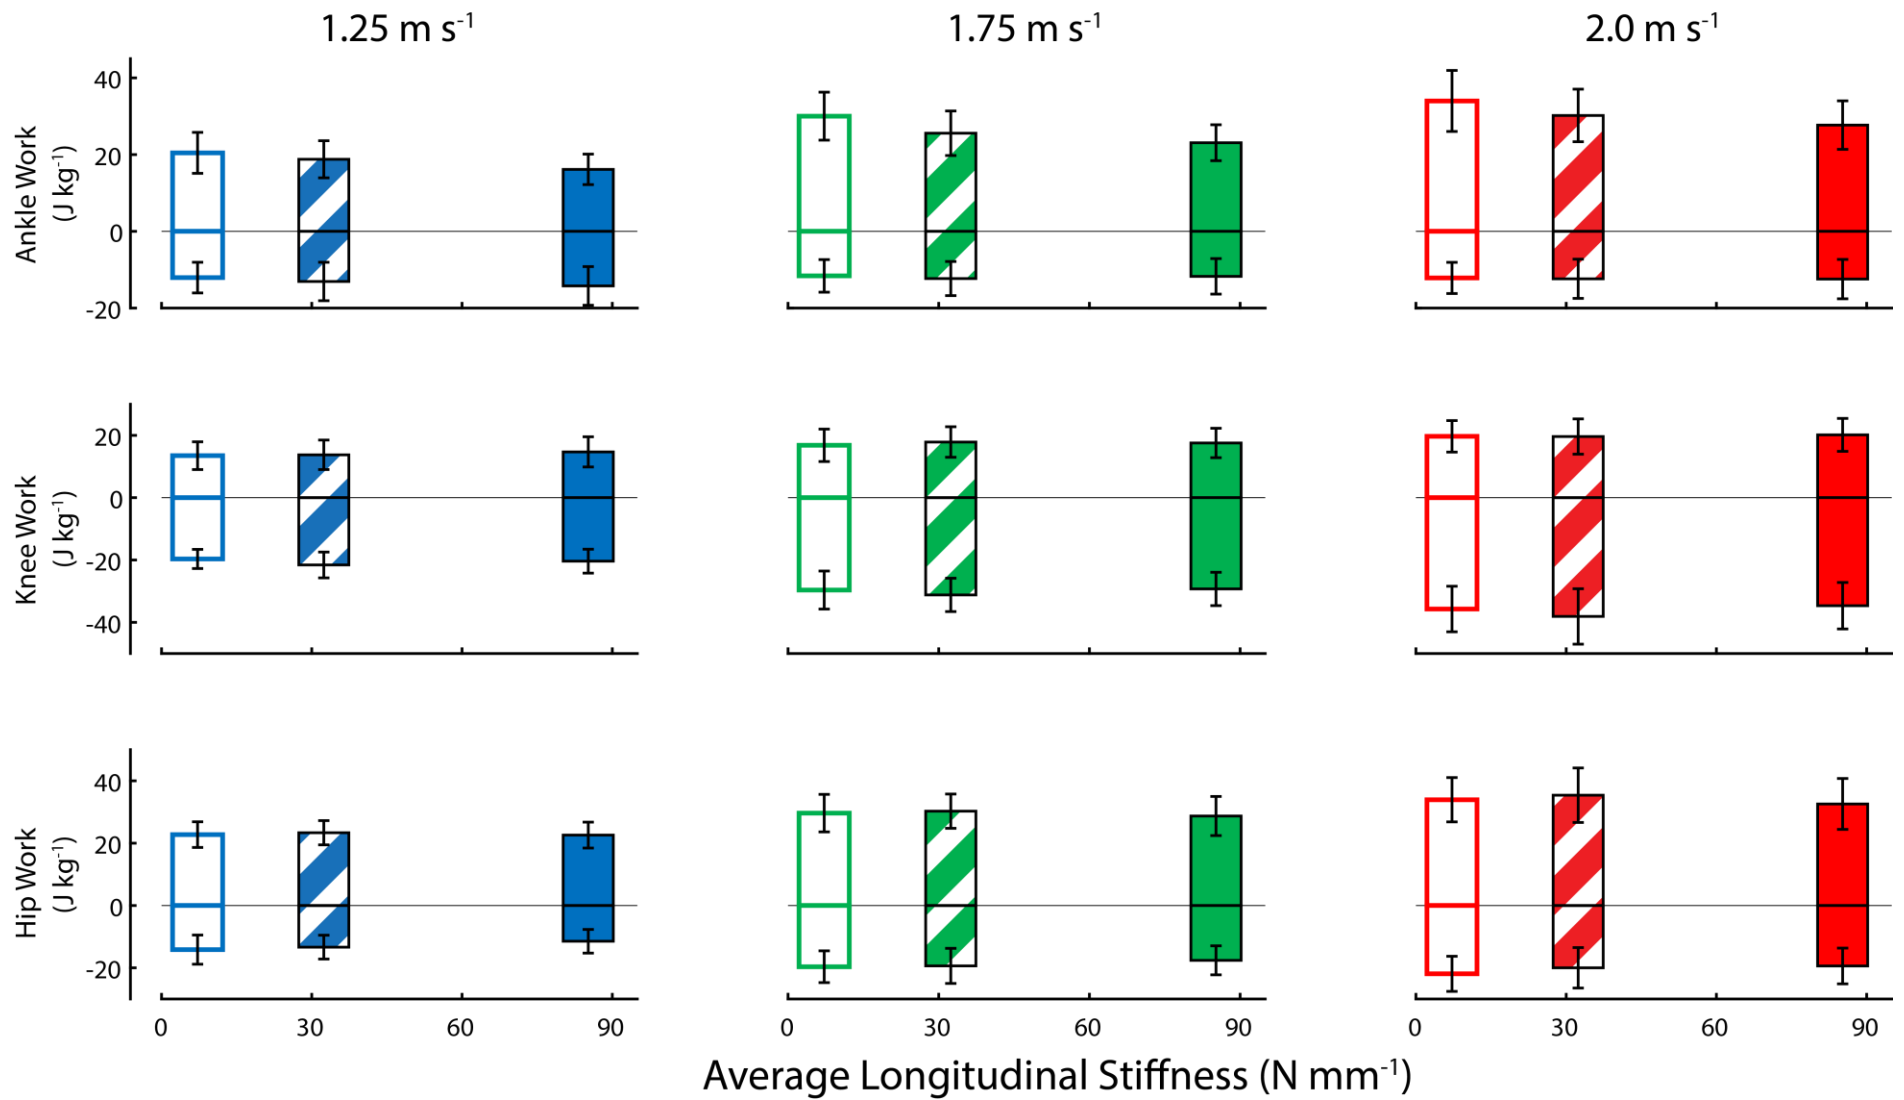 1.25 m s⁻¹ 1.75 m s⁻¹ 2.0 m s⁻¹
Ankle Work
(J kg⁻¹)
40
20
0
-20
Knee Work
(J kg⁻¹)
20
0
-20
-40
Hip Work
(J kg⁻¹)
40
20
0
-20
0 30 60 90 0 30 60 90 0 30 60 90
Average Longitudinal Stiffness (N mm⁻¹)